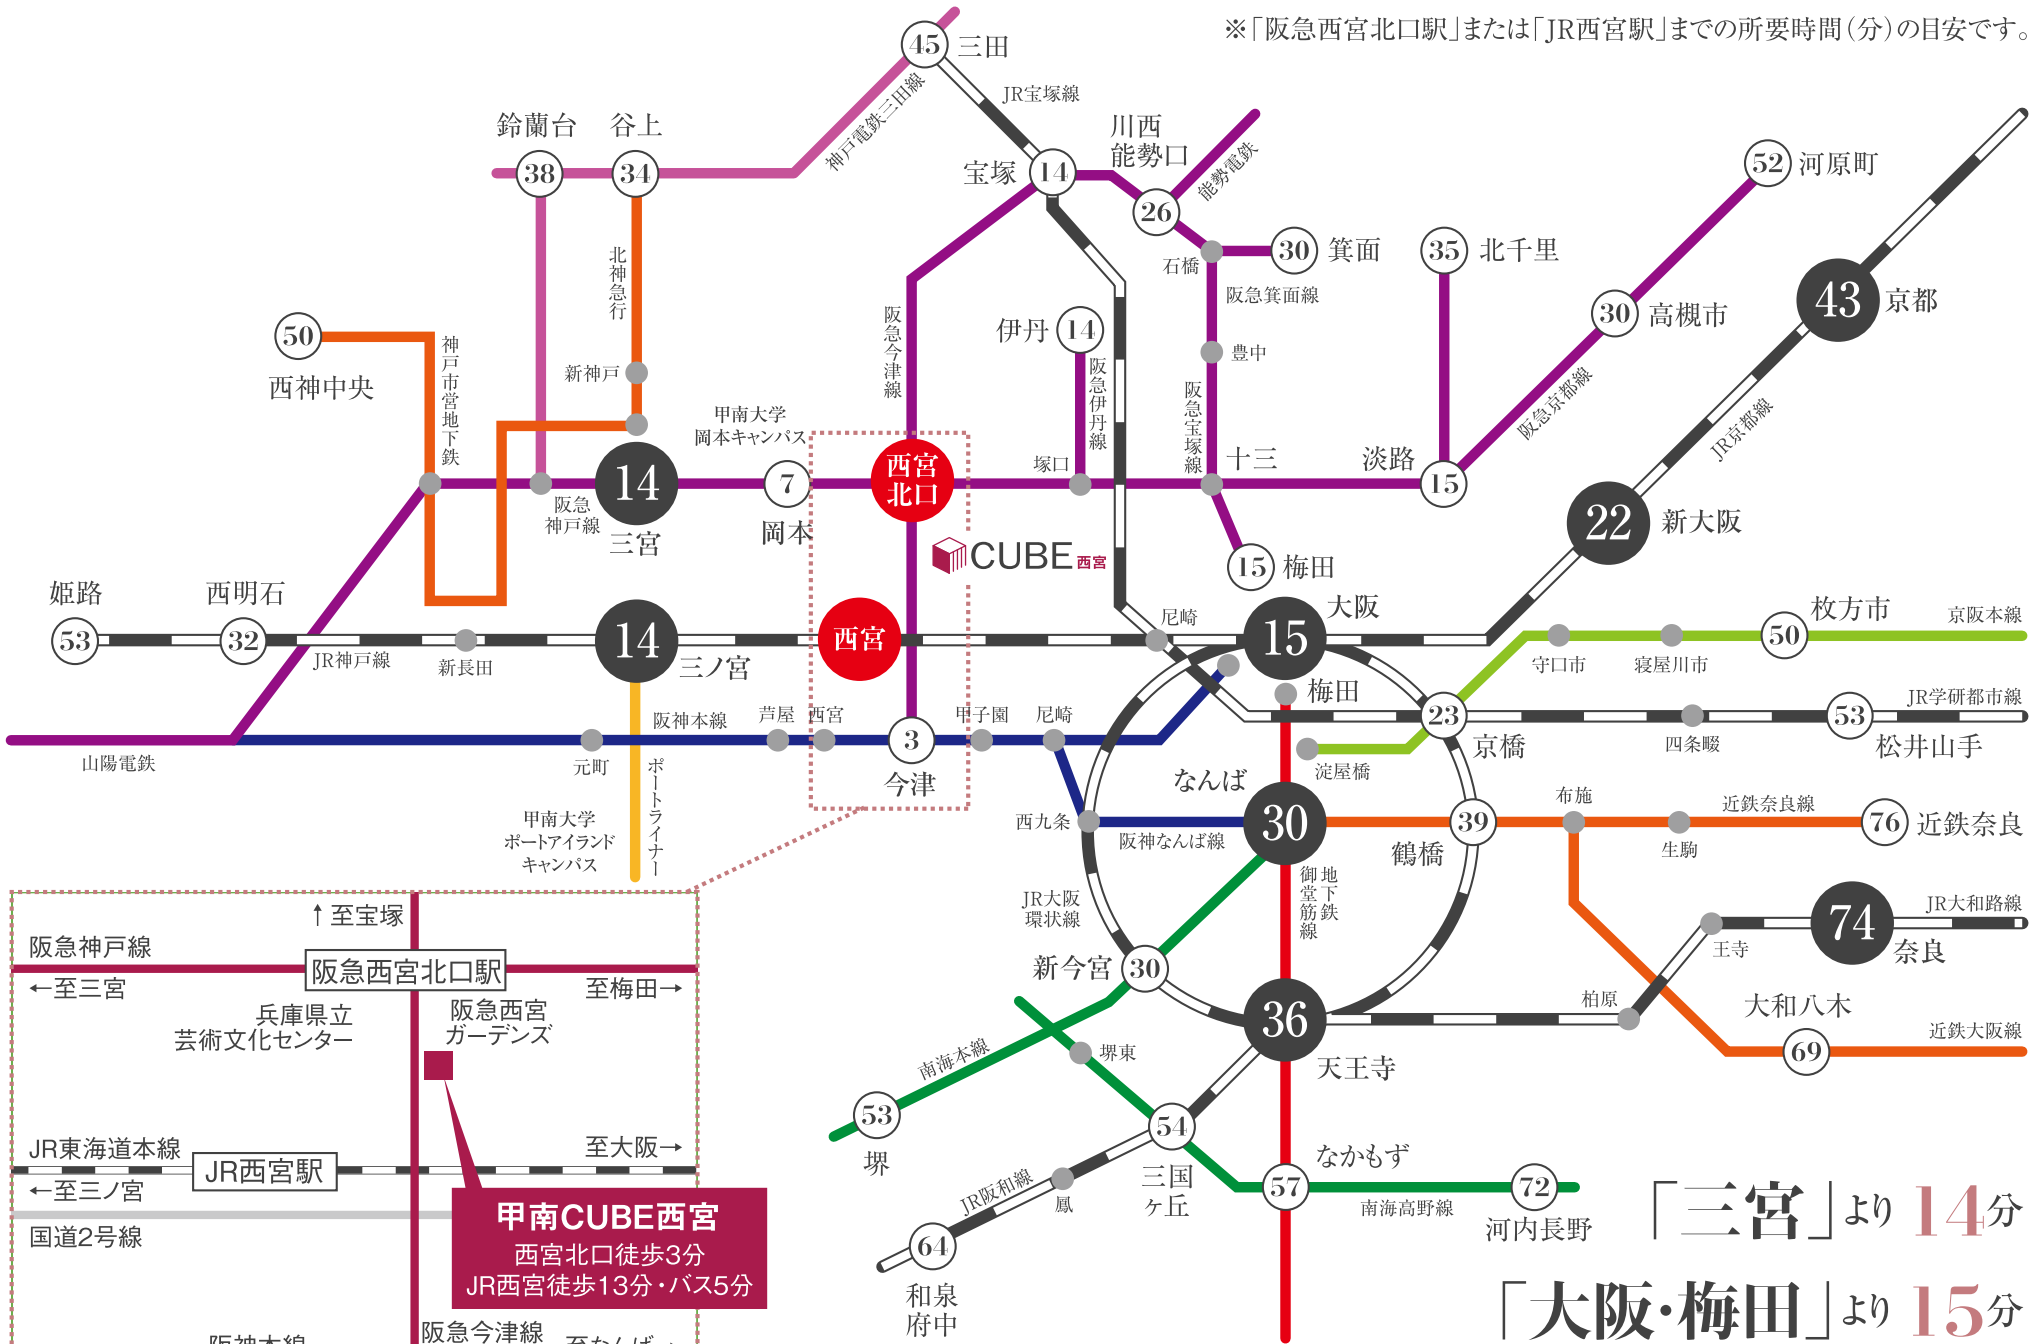 ※「阪急西宮北口駅」または「JR西宮駅」までの所要時間（分）の目安です。
45 三田
神戸電鉄三田線
JR宝塚線
鈴蘭台
38
谷上
34
北神急行
新神戸
宝塚
14
川西
能勢口
26
能勢電鉄
石橋
30 箕面
阪急箕面線
豊中
阪急宝塚線
35 北千里
52 河原町
30 高槻市
阪急京都線
43 京都
JR京都線
22 新大阪
50
西神中央
神戸市営地下鉄
阪急
神戸線
14
三宮
甲南大学
岡本キャンパス
7
岡本
阪急今津線
西宮
北口
CUBE西宮
伊丹
14
阪急伊丹線
塚口
十三
15 梅田
淡路
15
姫路
53
西明石
32
JR神戸線
新長田
14
三ノ宮
西宮
尼崎
15
大阪
梅田
守口市
寝屋川市
50
枚方市
京阪本線
山陽電鉄
元町
阪神本線
芦屋
西宮
3
今津
甲子園
尼崎
ポートライナー
甲南大学
ポートアイランド
キャンパス
淀屋橋
23
京橋
四条畷
53
松井山手
JR学研都市線
西九条
阪神なんば線
なんば
30
39
鶴橋
布施
生駒
近鉄奈良線
76 近鉄奈良
JR大阪
環状線
地下鉄
御堂筋線
新今宮
30
36
天王寺
柏原
王寺
74
奈良
JR大和路線
大和八木
69
近鉄大阪線
南海本線
53
堺
堺東
54
三国
ヶ丘
JR阪和線
鳳
64
和泉
府中
なかもず
57
南海高野線
72
河内長野
「三宮」より 14分
「大阪・梅田」より 15分
↑至宝塚
阪急神戸線
阪急西宮北口駅
←至三宮
至梅田→
兵庫県立
芸術文化センター
阪急西宮
ガーデンズ
JR東海道本線
JR西宮駅
至大阪→
←至三ノ宮
国道2号線
甲南CUBE西宮
西宮北口徒歩3分
JR西宮徒歩13分・バス5分
阪神本線
阪急今津線
至なんば→